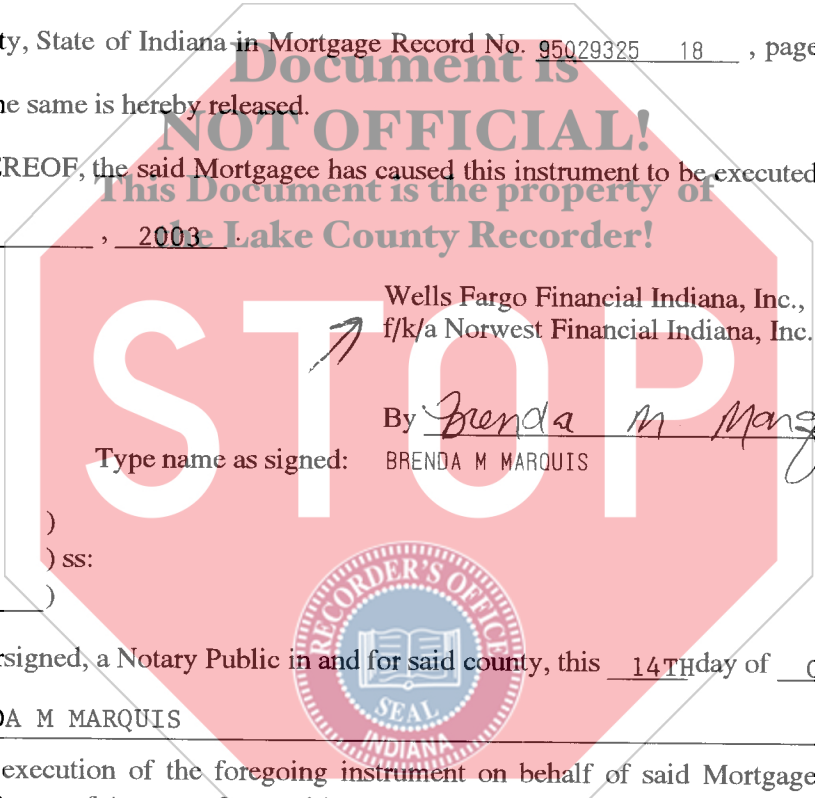 ty, State of Indiana in Mortgage Record No. 95029325 18 , page
Document is
ne same is hereby released.
NOT OFFICIAL!
EREOF, the said Mortgagee has caused this instrument to be executed
This Document is the property of
, 2003 .
the Lake County Recorder!
Wells Fargo Financial Indiana, Inc.,
f/k/a Norwest Financial Indiana, Inc.
STOP
By Brenda M Marq
Type name as signed: BRENDA M MARQUIS
)
) ss:
)
RECORDER'S OFFICE
SEAL
INDIANA
rsigned, a Notary Public in and for said county, this 14TH day of
DA M MARQUIS
execution of the foregoing instrument on behalf of said Mortgage